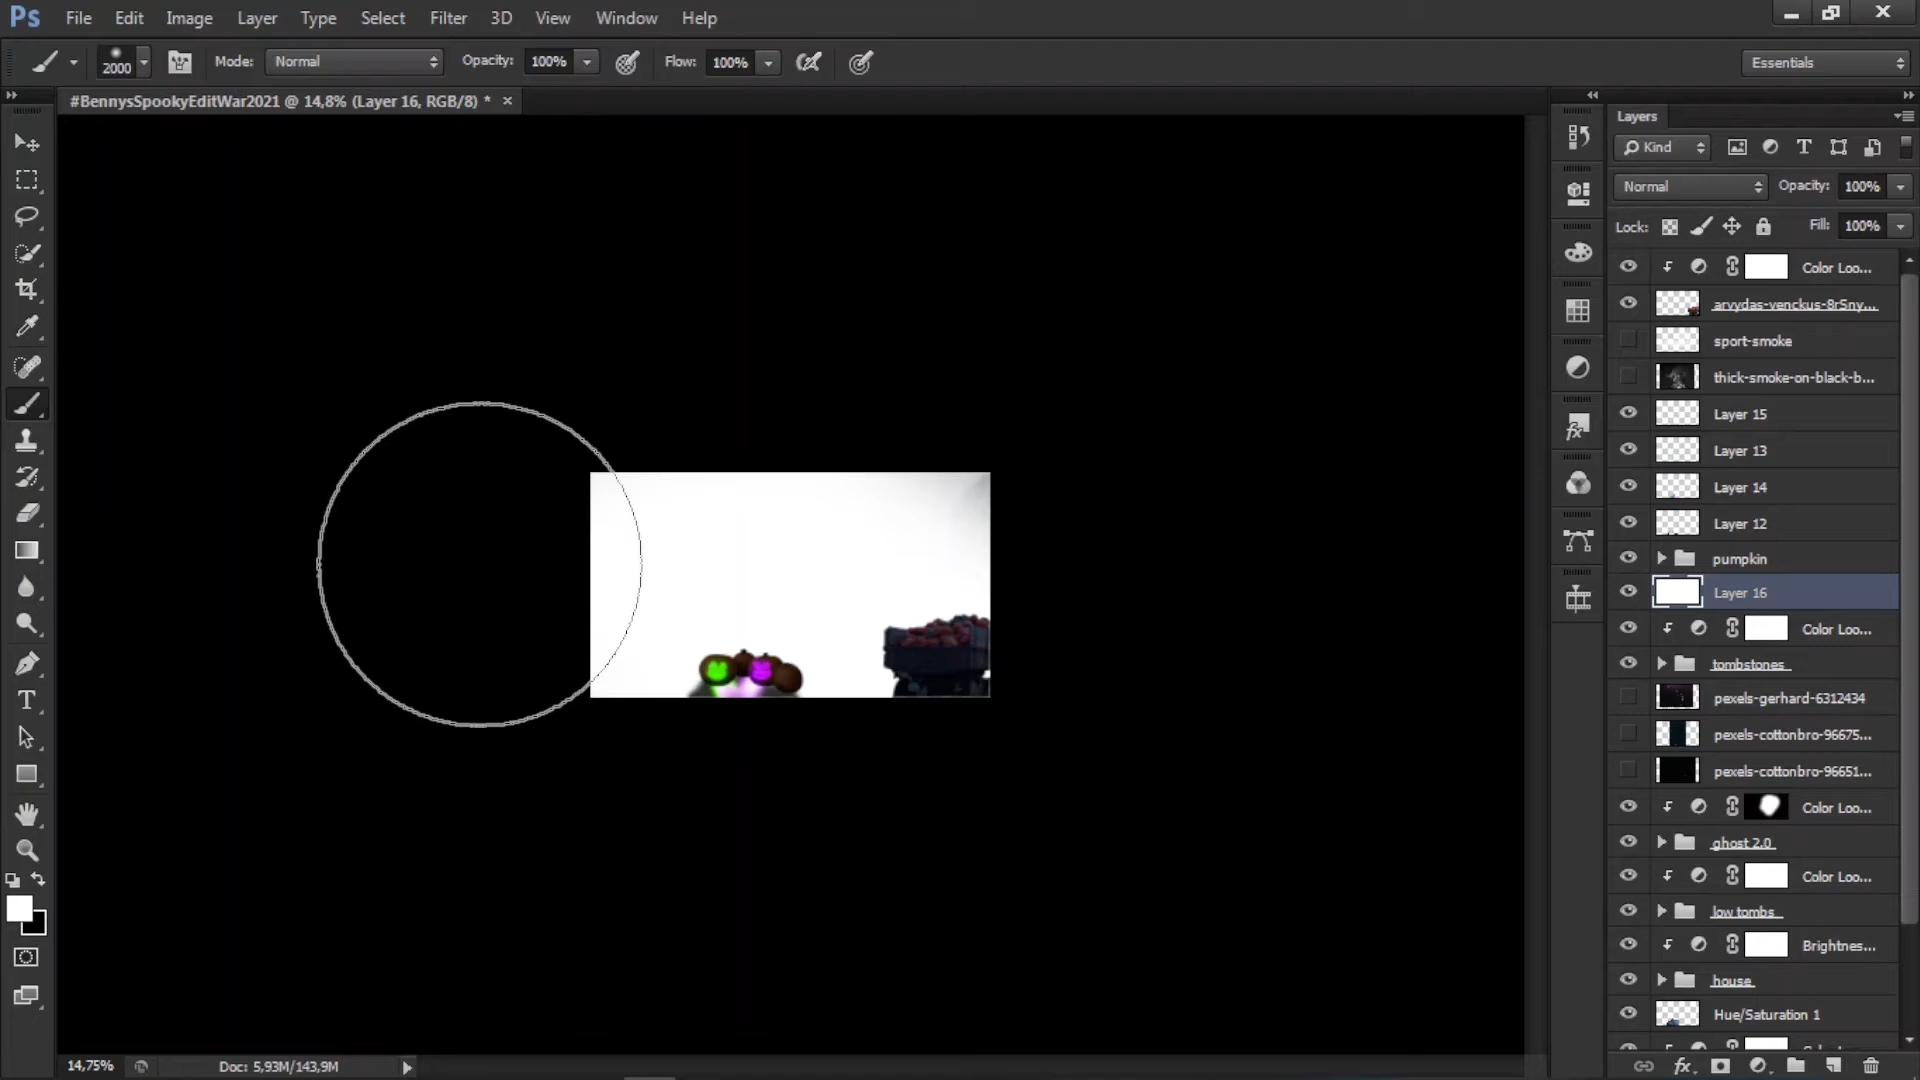 Ps File Edit Image Layer Type Select Filter 3D View Window Help
2000 Mode: Normal Opacity: 100% Flow: 100% Essentials
#BennysSpookyEditWar2021 @ 14,8% (Layer 16, RGB/8) *
Layers
Kind
Normal Opacity: 100%
Lock: Fill: 100%
Color Loo...
arvydas-venckus-8r5ny...
sport-smoke
thick-smoke-on-black-b...
Layer 15
Layer 13
Layer 14
Layer 12
pumpkin
Layer 16
Color Loo...
tombstones
pexels-gerhard-6312434
pexels-cottonbro-96675...
pexels-cottonbro-96651...
Color Loo...
ghost 2.0
Color Loo...
low tombs
Brightnes...
house
Hue/Saturation 1
14,75% Doc: 5,93M/143,9M